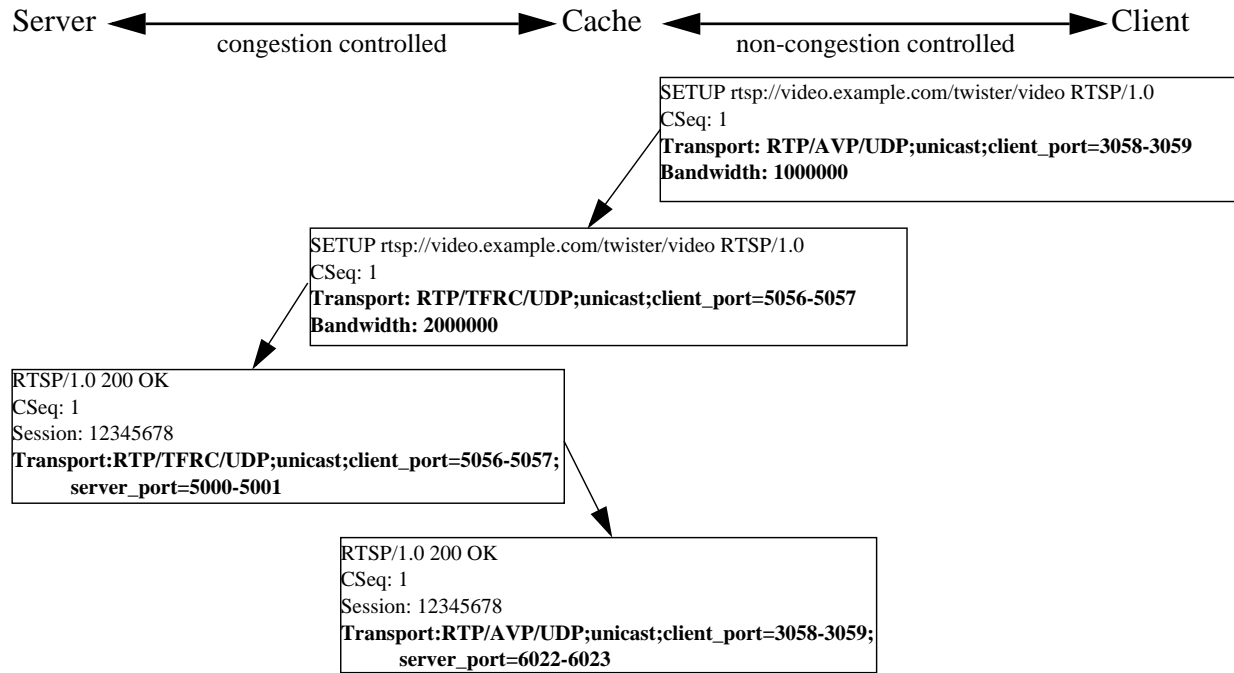 Server
Cache
Client
congestion controlled
non-congestion controlled
SETUP rtsp://video.example.com/twister/video RTSP/1.0
CSeq: 1
Transport: RTP/AVP/UDP;unicast;client_port=3058-3059
Bandwidth: 1000000
SETUP rtsp://video.example.com/twister/video RTSP/1.0
CSeq: 1
Transport: RTP/TFRC/UDP;unicast;client_port=5056-5057
Bandwidth: 2000000
RTSP/1.0 200 OK
CSeq: 1
Session: 12345678
Transport:RTP/TFRC/UDP;unicast;client_port=5056-5057;
server_port=5000-5001
RTSP/1.0 200 OK
CSeq: 1
Session: 12345678
Transport:RTP/AVP/UDP;unicast;client_port=3058-3059;
server_port=6022-6023